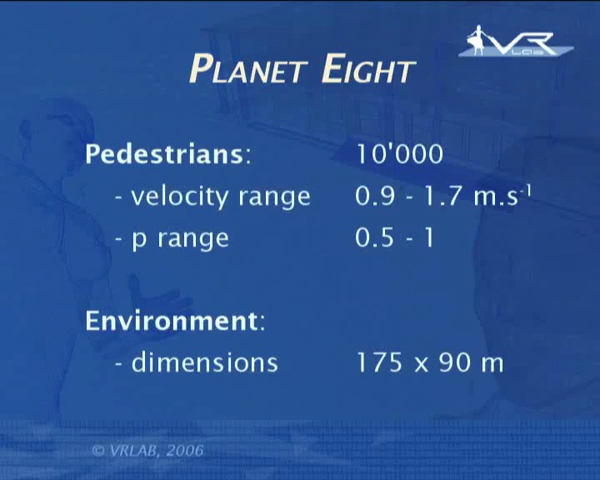 VR
LAB
PLANET EIGHT
Pedestrians: 10'000
- velocity range 0.9 - 1.7 m.s⁻¹
- p range 0.5 - 1
Environment:
- dimensions 175 x 90 m
© VRLAB, 2006